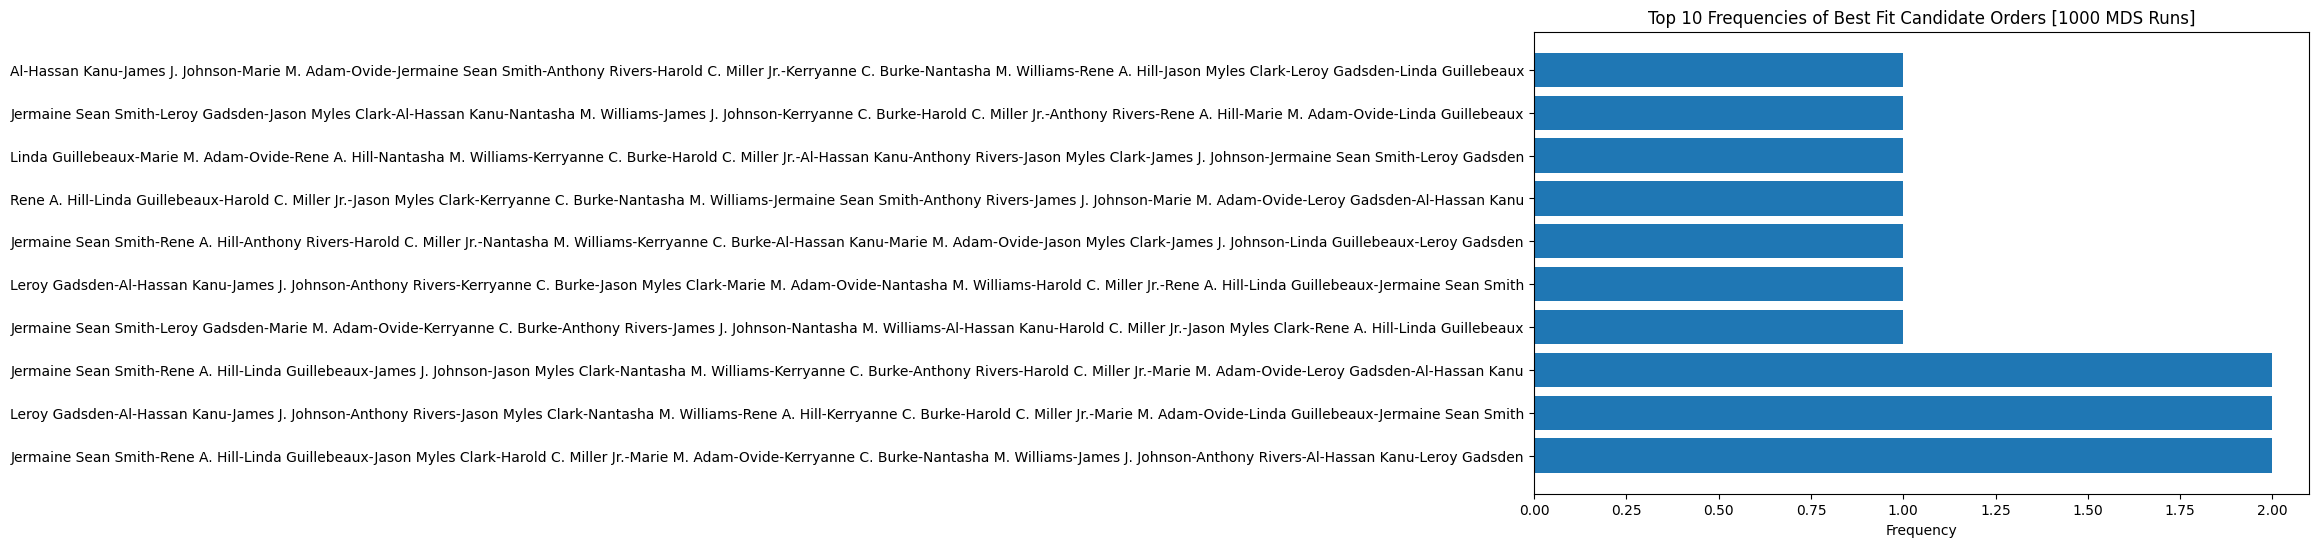 Top 10 Frequencies of Best Fit Candidate Orders [1000 MDS Runs]
Al-Hassan Kanu-James J. Johnson-Marie M. Adam-Ovide-Jermaine Sean Smith-Anthony Rivers-Harold C. Miller Jr.-Kerryanne C. Burke-Nantasha M. Williams-Rene A. Hill-Jason Myles Clark-Leroy Gadsden-Linda Guillebeaux
Jermaine Sean Smith-Leroy Gadsden-Jason Myles Clark-Al-Hassan Kanu-Nantasha M. Williams-James J. Johnson-Kerryanne C. Burke-Harold C. Miller Jr.-Anthony Rivers-Rene A. Hill-Marie M. Adam-Ovide-Linda Guillebeaux
Linda Guillebeaux-Marie M. Adam-Ovide-Rene A. Hill-Nantasha M. Williams-Kerryanne C. Burke-Harold C. Miller Jr.-Al-Hassan Kanu-Anthony Rivers-Jason Myles Clark-James J. Johnson-Jermaine Sean Smith-Leroy Gadsden
Rene A. Hill-Linda Guillebeaux-Harold C. Miller Jr.-Jason Myles Clark-Kerryanne C. Burke-Nantasha M. Williams-Jermaine Sean Smith-Anthony Rivers-James J. Johnson-Marie M. Adam-Ovide-Leroy Gadsden-Al-Hassan Kanu
Jermaine Sean Smith-Rene A. Hill-Anthony Rivers-Harold C. Miller Jr.-Nantasha M. Williams-Kerryanne C. Burke-Al-Hassan Kanu-Marie M. Adam-Ovide-Jason Myles Clark-James J. Johnson-Linda Guillebeaux-Leroy Gadsden
Leroy Gadsden-Al-Hassan Kanu-James J. Johnson-Anthony Rivers-Kerryanne C. Burke-Jason Myles Clark-Marie M. Adam-Ovide-Nantasha M. Williams-Harold C. Miller Jr.-Rene A. Hill-Linda Guillebeaux-Jermaine Sean Smith
Jermaine Sean Smith-Leroy Gadsden-Marie M. Adam-Ovide-Kerryanne C. Burke-Anthony Rivers-James J. Johnson-Nantasha M. Williams-Al-Hassan Kanu-Harold C. Miller Jr.-Jason Myles Clark-Rene A. Hill-Linda Guillebeaux
Jermaine Sean Smith-Rene A. Hill-Linda Guillebeaux-James J. Johnson-Jason Myles Clark-Nantasha M. Williams-Kerryanne C. Burke-Anthony Rivers-Harold C. Miller Jr.-Marie M. Adam-Ovide-Leroy Gadsden-Al-Hassan Kanu
Leroy Gadsden-Al-Hassan Kanu-James J. Johnson-Anthony Rivers-Jason Myles Clark-Nantasha M. Williams-Rene A. Hill-Kerryanne C. Burke-Harold C. Miller Jr.-Marie M. Adam-Ovide-Linda Guillebeaux-Jermaine Sean Smith
Jermaine Sean Smith-Rene A. Hill-Linda Guillebeaux-Jason Myles Clark-Harold C. Miller Jr.-Marie M. Adam-Ovide-Kerryanne C. Burke-Nantasha M. Williams-James J. Johnson-Anthony Rivers-Al-Hassan Kanu-Leroy Gadsden
0.00 0.25 0.50 0.75 1.00 1.25 1.50 1.75 2.00
Frequency